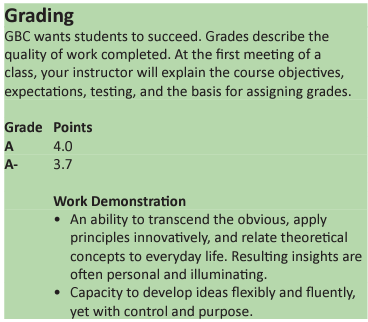 Grading
GBC wants students to succeed. Grades describe the
quality of work completed. At the first meeting of a
class, your instructor will explain the course objectives,
expectations, testing, and the basis for assigning grades.
Grade Points
A 4.0
A- 3.7
Work Demonstration
• An ability to transcend the obvious, apply
principles innovatively, and relate theoretical
concepts to everyday life. Resulting insights are
often personal and illuminating.
• Capacity to develop ideas flexibly and fluently,
yet with control and purpose.